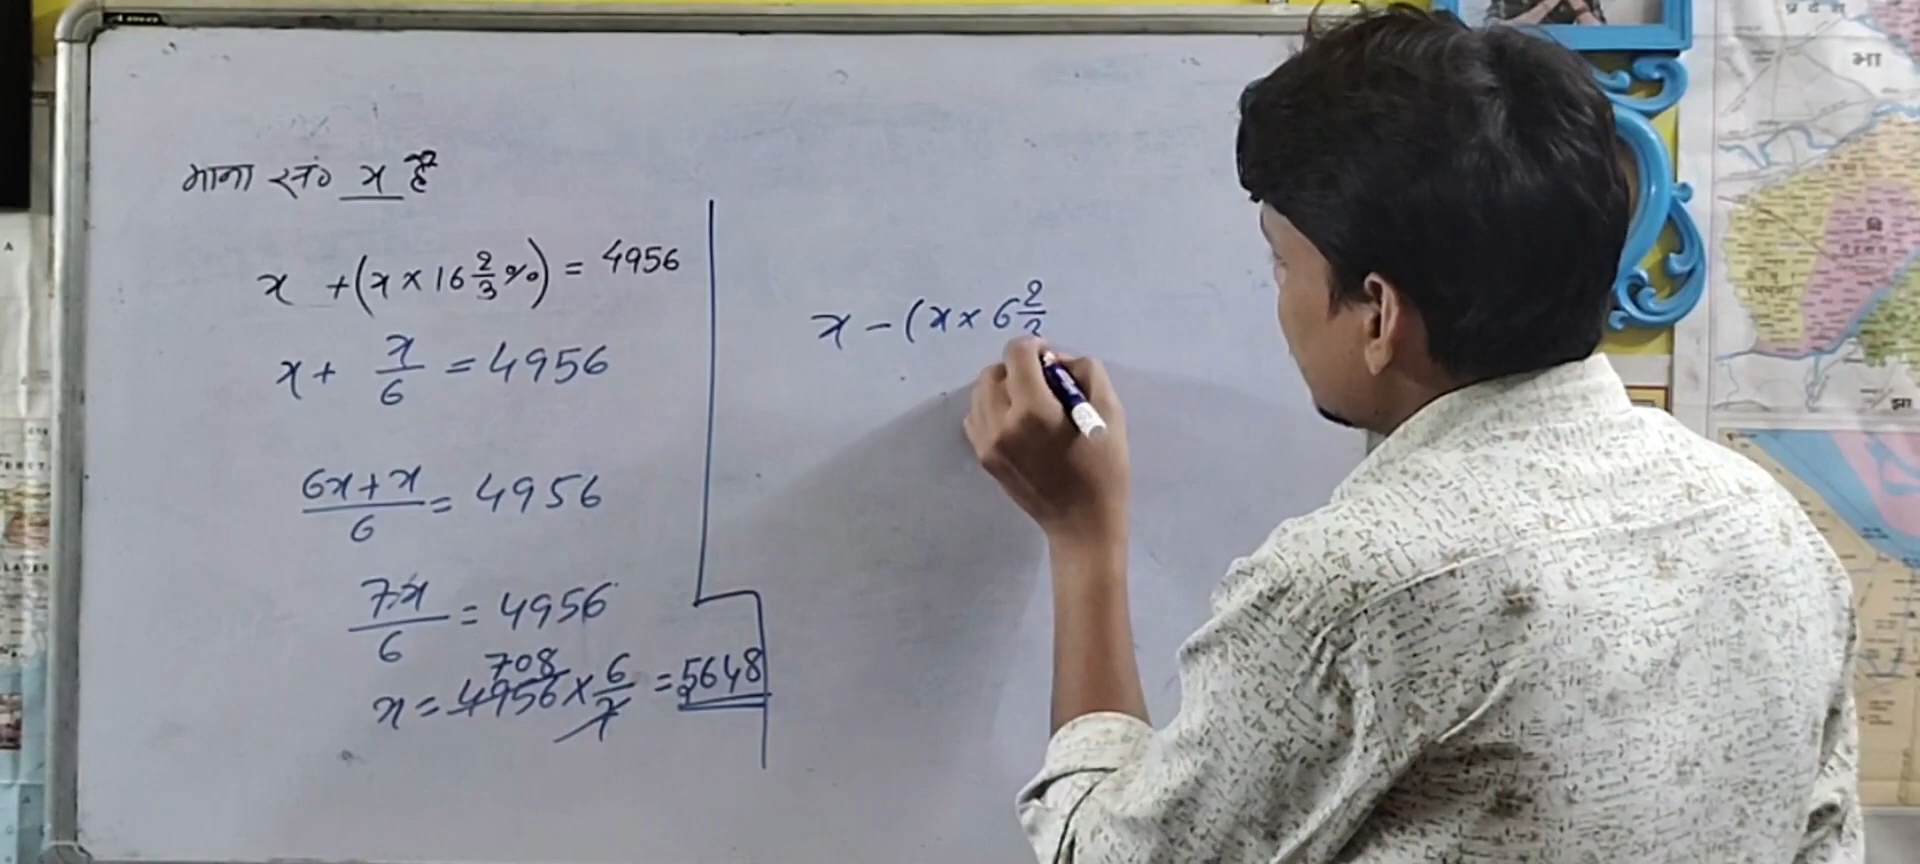 माना सं० x है
x + (x × 16 2/3 %) = 4956
x + x/6 = 4956
6x + x / 6 = 4956
7x/6 = 4956
708
x = 4956 × 6/7 = 5648
x - (x × 6 2/3
प्रदेश
भा
वि
झा